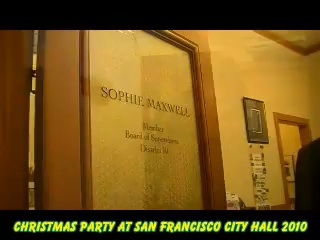 SOPHIE MAXWELL
Member
Board of Supervisors
District 10
CHRISTMAS PARTY AT SAN FRANCISCO CITY HALL 2010